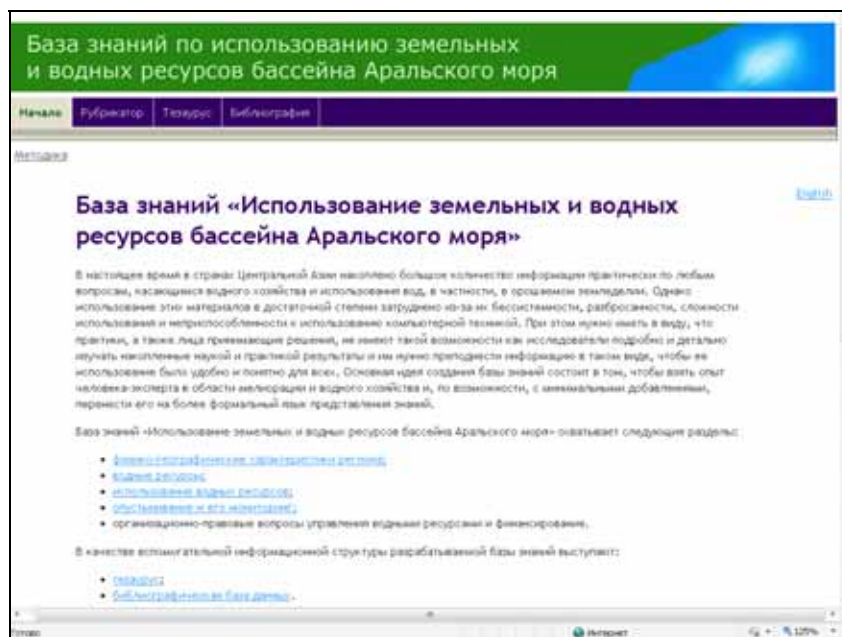 База знаний по использованию земельных
и водных ресурсов бассейна Аральского моря
Начало Рубрикатор Тезаурус Библиография
Методика
English
База знаний «Использование земельных и водных
ресурсов бассейна Аральского моря»
В настоящее время в странах Центральной Азии накоплено большое количество информации практически по любым
вопросам, касающимся водного хозяйства и использования вод, в частности, в орошаемом земледелии. Однако
использование этих материалов в достаточной степени затруднено из-за их бессистемности, разбросанности, сложности
использования и неприспособленности к использованию компьютерной техникой. При этом нужно иметь в виду, что
практики, а также лица принимающие решения, не имеют такой возможности как исследователи подробно и детально
изучать накопленные наукой и практикой результаты и им нужно преподнести информацию в таком виде, чтобы ее
использование было удобно и понятно для всех. Основная идея создания базы знаний состоит в том, чтобы взять опыт
человека-эксперта в области мелиорации и водного хозяйства и, по возможности, с минимальными добавлениями,
перенести его на более формальный язык представления знаний.
База знаний «Использование земельных и водных ресурсов бассейна Аральского моря» охватывает следующие разделы:
• физико-географические характеристики региона;
• водные ресурсы;
• использование водных ресурсов;
• опустынивание и его мониторинг;
• организационно-правовые вопросы управления водными ресурсами и финансирование.
В качестве вспомогательной информационной структуры разрабатываемой базы знаний выступают:
• тезаурус;
• библиографическая база данных.
Готово Интернет 125%